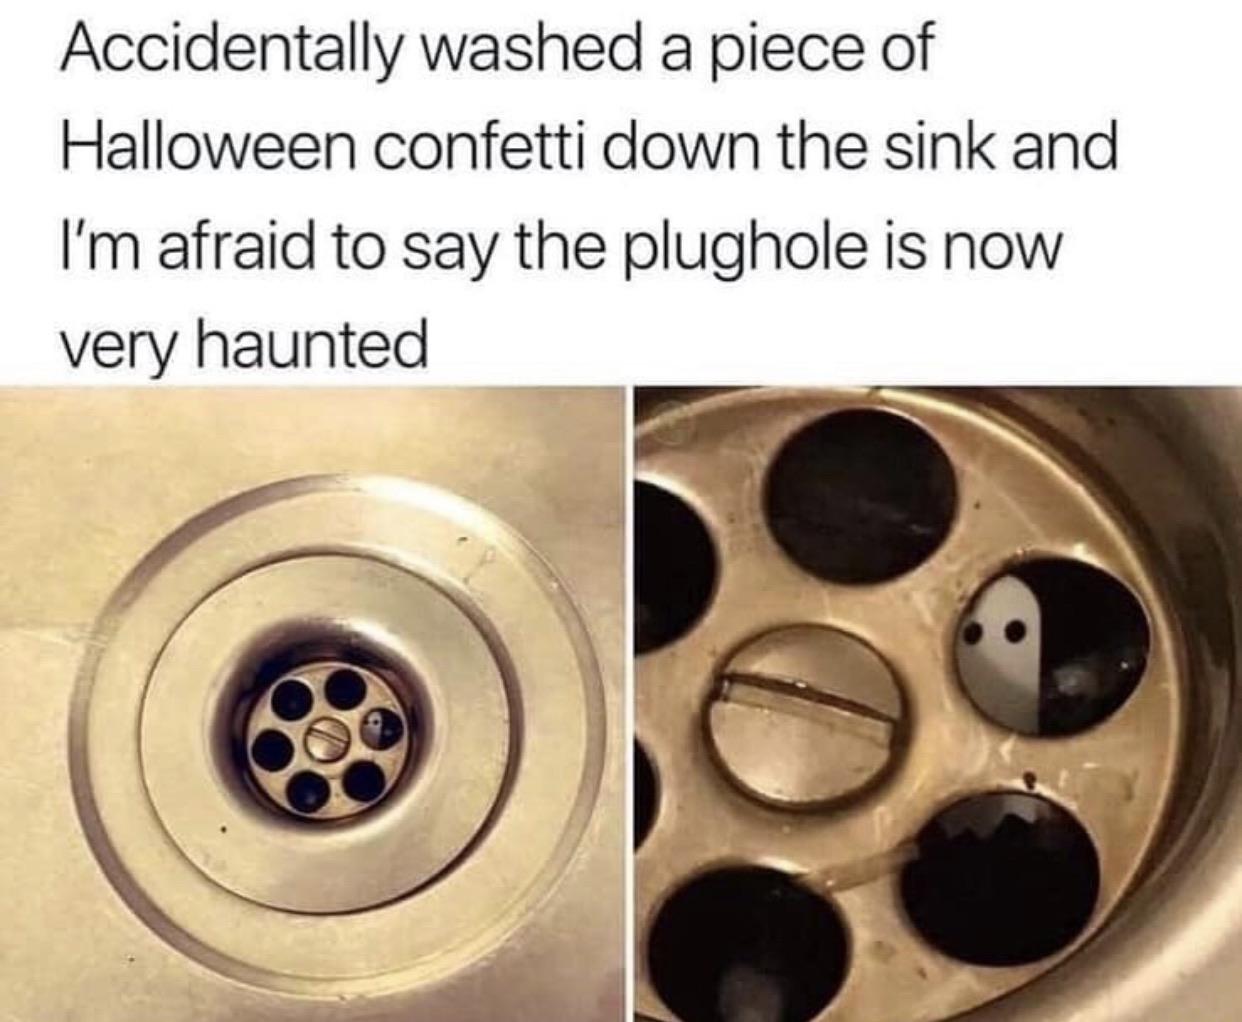 Accidentally washed a piece of
Halloween confetti down the sink and
I'm afraid to say the plughole is now
very haunted